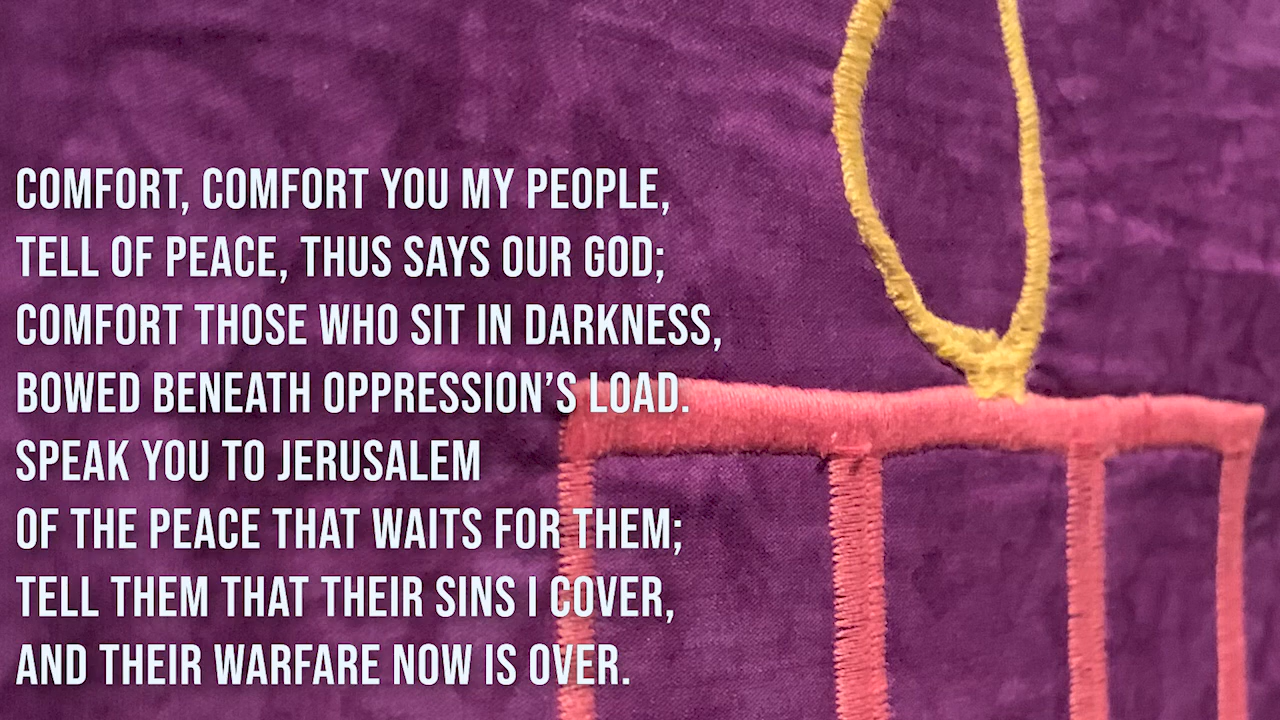 COMFORT, COMFORT YOU MY PEOPLE,
TELL OF PEACE, THUS SAYS OUR GOD;
COMFORT THOSE WHO SIT IN DARKNESS,
BOWED BENEATH OPPRESSION’S LOAD.
SPEAK YOU TO JERUSALEM
OF THE PEACE THAT WAITS FOR THEM;
TELL THEM THAT THEIR SINS I COVER,
AND THEIR WARFARE NOW IS OVER.